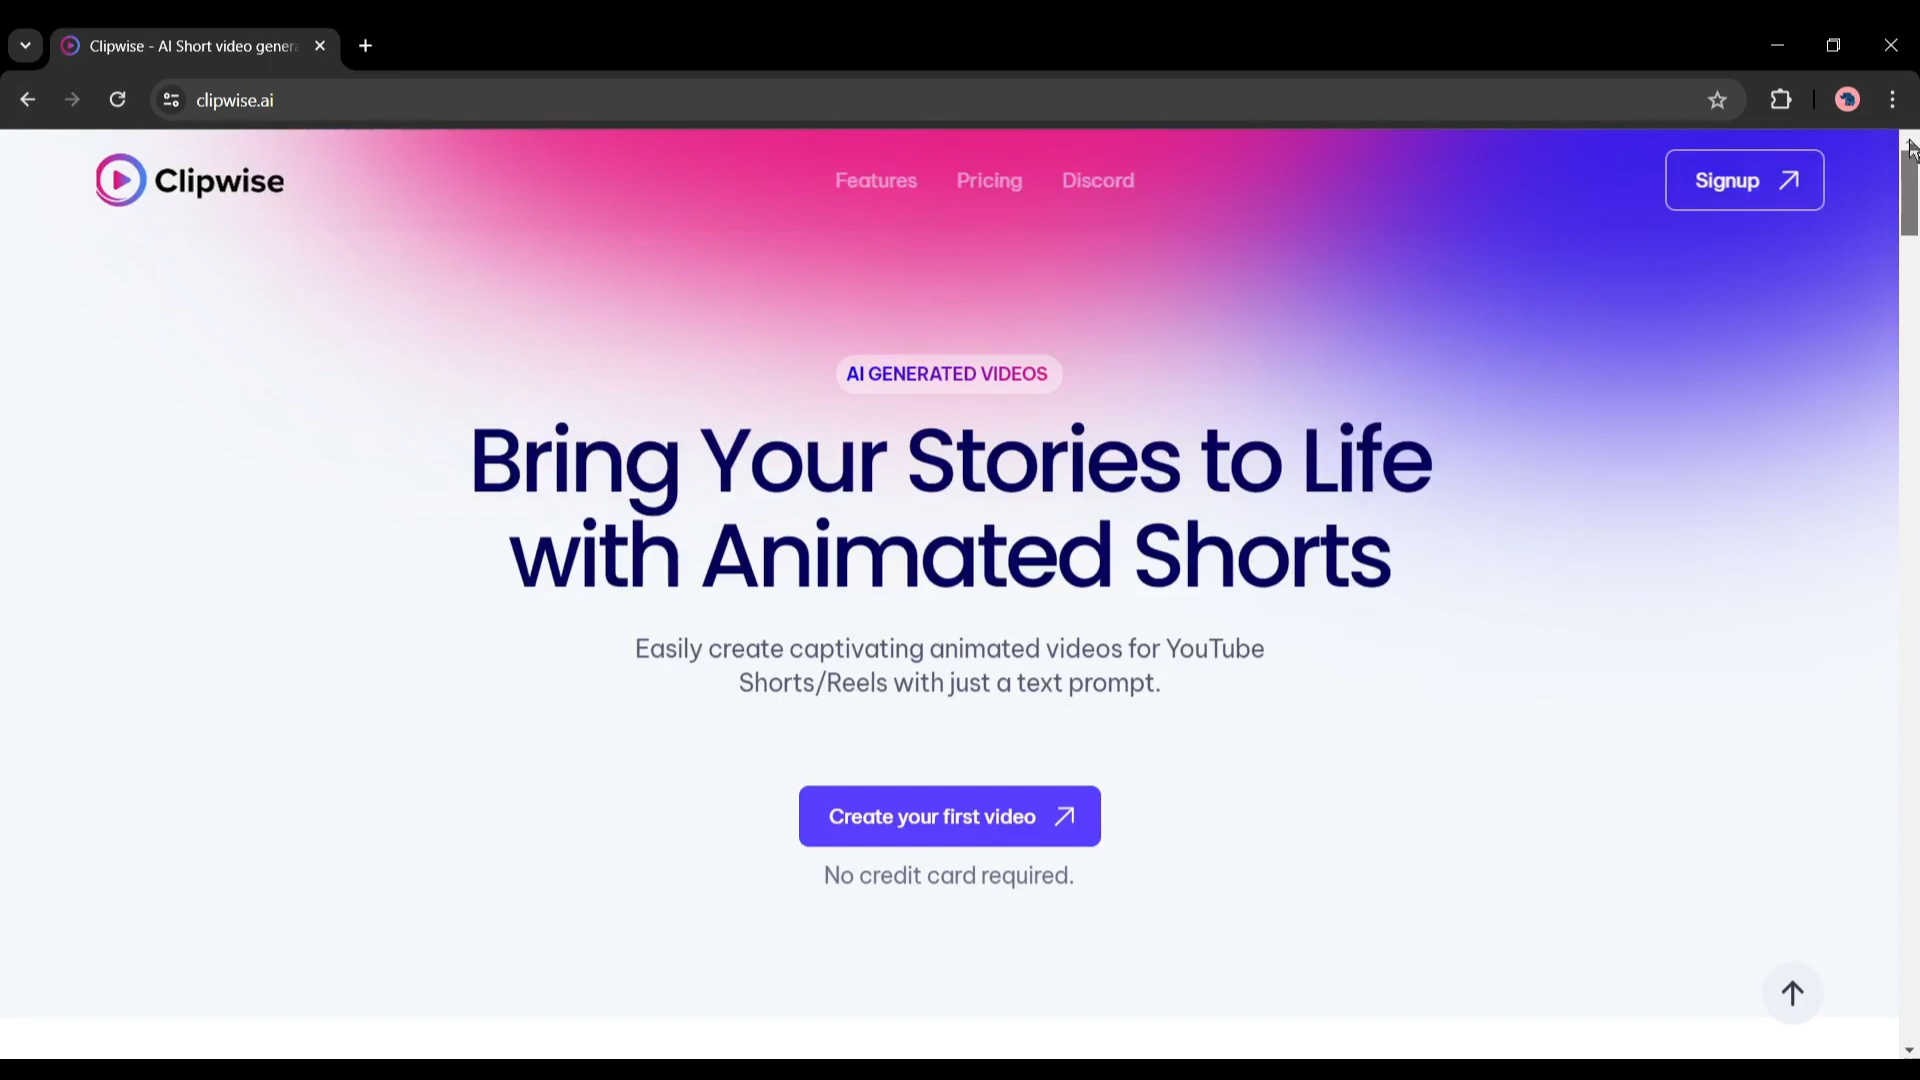 Clipwise - AI Short video genera
clipwise.ai
Clipwise
Features
Pricing
Discord
Signup
AI GENERATED VIDEOS
Bring Your Stories to Life
with Animated Shorts
Easily create captivating animated videos for YouTube
Shorts/Reels with just a text prompt.
Create your first video
No credit card required.